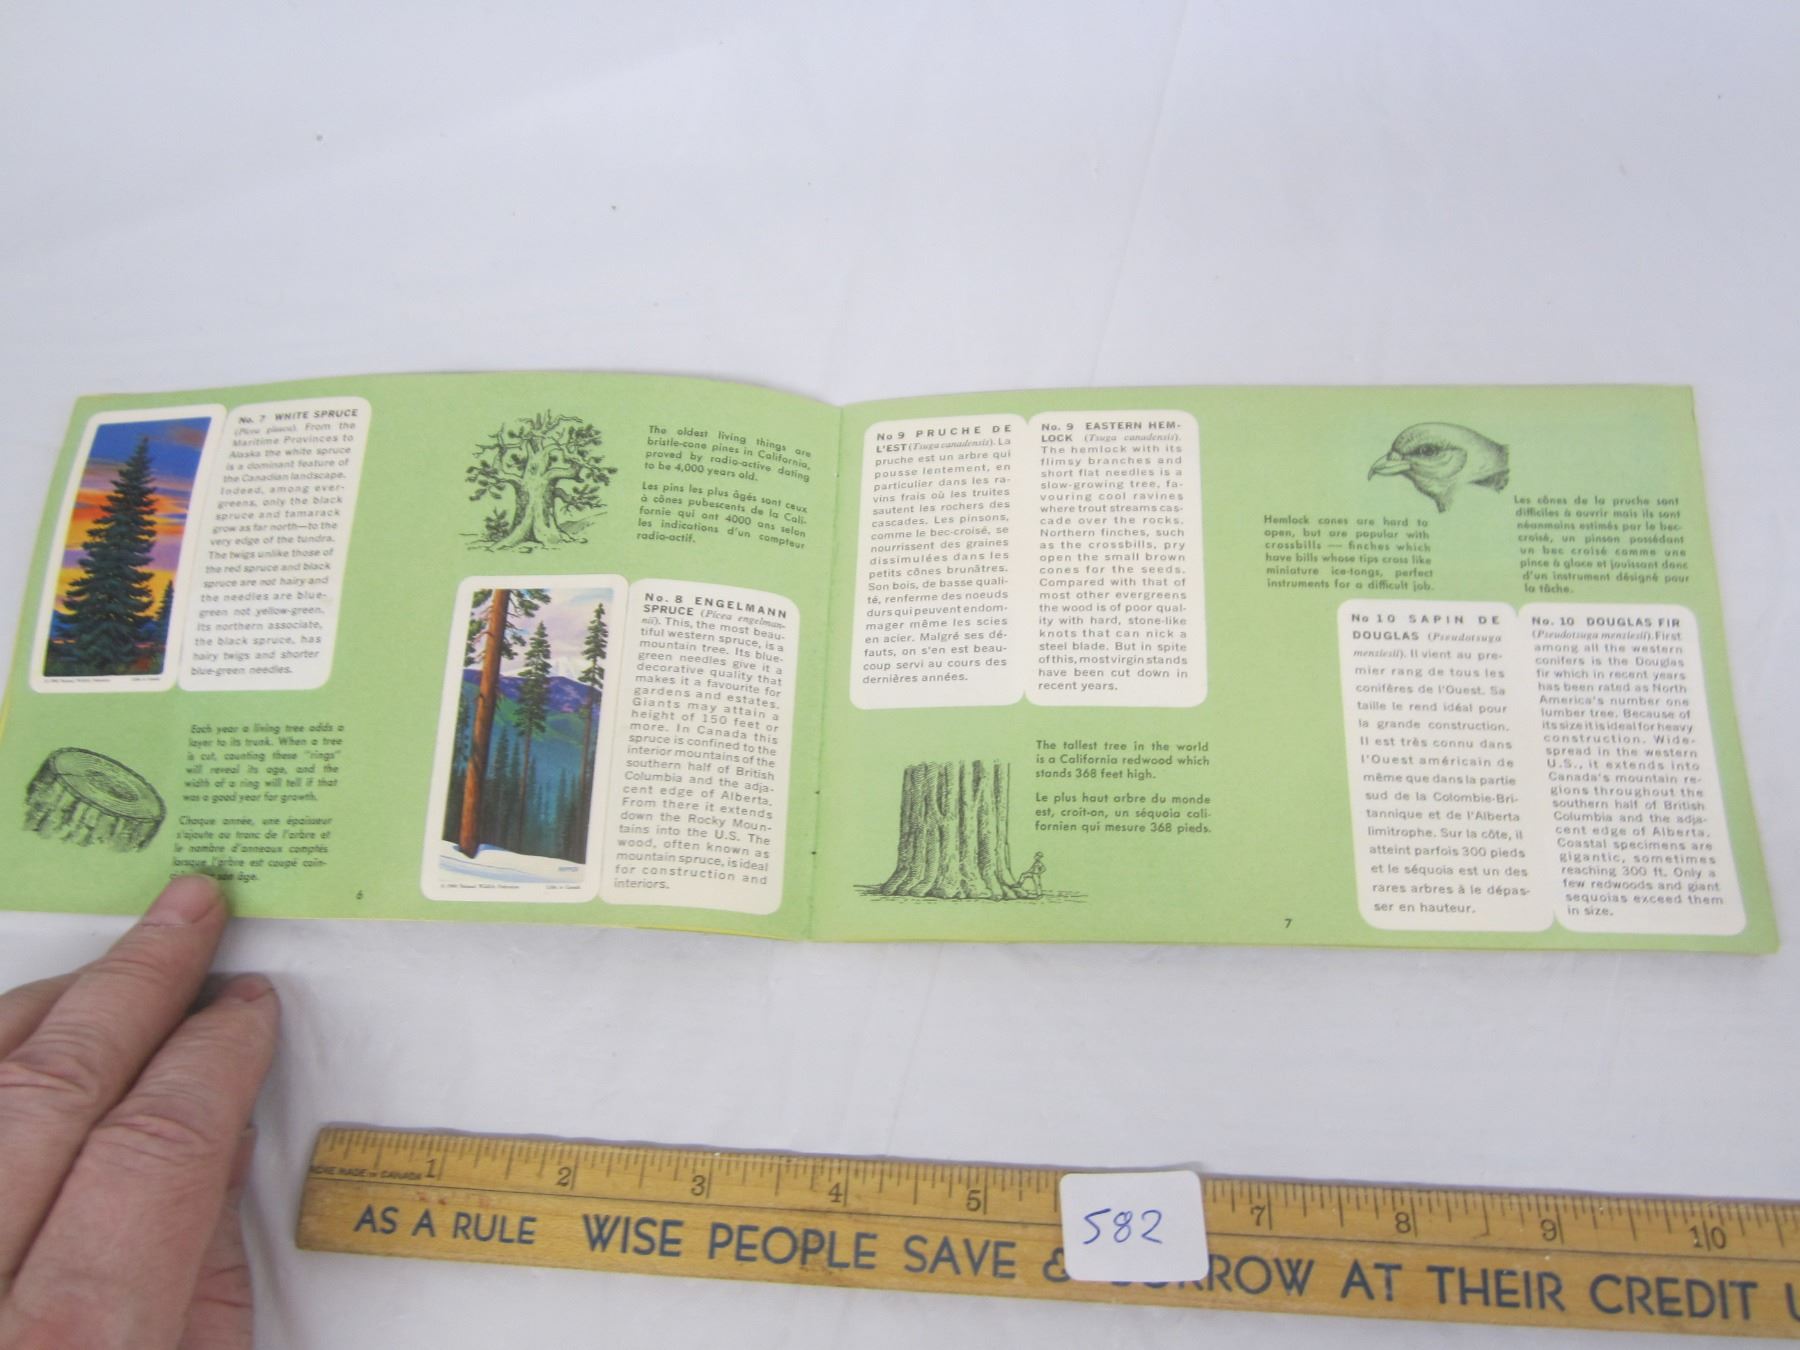 No. 7 WHITE SPRUCE
(Picea glauca). From the
Maritime Provinces to
Alaska the white spruce
is a dominant feature of
the Canadian landscape.
Indeed, among ever-
greens, only the black
spruce and tamarack
grow as far north—to the
very edge of the tundra.
The twigs unlike those of
the red spruce and black
spruce are not hairy and
the needles are blue-
green not yellow-green.
Its northern associate,
the black spruce, has
hairy twigs and shorter
blue-green needles.
Each year a living tree adds a
layer to its trunk. When a tree
is cut, counting these "rings"
will reveal its age, and the
width of a ring will tell if that
was a good year for growth.
Chaque année, une épaisseur
s'ajoute au tronc de l'arbre et
le nombre d'anneaux comptés
lorsque l'arbre est coupé coïn-
son âge.
6
The oldest living things are
bristle-cone pines in California,
proved by radio-active dating
to be 4,000 years old.
Les pins les plus âgés sont ceux
à cônes pubescents de la Cali-
fornie qui ont 4000 ans selon
les indications d'un compteur
radio-actif.
No. 8 ENGELMANN
SPRUCE (Picea engelman-
nii). This, the most beau-
tiful western spruce, is a
mountain tree. Its blue-
green needles give it a
decorative quality that
makes it a favourite for
gardens and estates.
Giants may attain a
height of 150 feet or
more. In Canada this
spruce is confined to the
interior mountains of the
southern half of British
Columbia and the adja-
cent edge of Alberta.
From there it extends
down the Rocky Moun-
tains into the U.S. The
wood, often known as
mountain spruce, is ideal
for construction and
interiors.
No 9 PRUCHE DE
L'EST (Tsuga canadensis). La
pruche est un arbre qui
pousse lentement, en
particulier dans les ra-
vins frais où les truites
sautent les rochers des
cascades. Les pinsons,
comme le bec-croisé, se
nourrissent des graines
dissimulées dans les
petits cônes brunâtres.
Son bois, de basse quali-
té, renferme des noeuds
durs qui peuvent endom-
mager même les scies
en acier. Malgré ses dé-
fauts, on s'en est beau-
coup servi au cours des
dernières années.
No. 9 EASTERN HEM-
LOCK (Tsuga canadensis).
The hemlock with its
flimsy branches and
short flat needles is a
slow-growing tree, fa-
vouring cool ravines
where trout streams cas-
cade over the rocks.
Northern finches, such
as the crossbills, pry
open the small brown
cones for the seeds.
Compared with that of
most other evergreens
the wood is of poor qual-
ity with hard, stone-like
knots that can nick a
steel blade. But in spite
of this, most virgin stands
have been cut down in
recent years.
The tallest tree in the world
is a California redwood which
stands 368 feet high.
Le plus haut arbre du monde
est, croit-on, un séquoia cali-
fornien qui mesure 368 pieds.
Hemlock cones are hard to
open, but are popular with
crossbills — finches which
have bills whose tips cross like
miniature ice-tongs, perfect
instruments for a difficult job.
Les cônes de la pruche sont
difficiles à ouvrir mais ils sont
néanmoins estimés par le bec-
croisé, un pinson possédant
un bec croisé comme une
pince à glace et jouissant donc
d'un instrument désigné pour
la tâche.
No 10 SAPIN DE
DOUGLAS (Pseudotsuga
menziesii). Il vient au pre-
mier rang de tous les
conifères de l'Ouest. Sa
taille le rend idéal pour
la grande construction.
Il est très connu dans
l'Ouest américain de
même que dans la partie
sud de la Colombie-Bri-
tannique et de l'Alberta
limitrophe. Sur la côte, il
atteint parfois 300 pieds
et le séquoia est un des
rares arbres à le dépas-
ser en hauteur.
No. 10 DOUGLAS FIR
(Pseudotsuga menziesii). First
among all the western
conifers is the Douglas
fir which in recent years
has been rated as North
America's number one
lumber tree. Because of
its size it is ideal for heavy
construction. Wide-
spread in the western
U.S., it extends into
Canada's mountain re-
gions throughout the
southern half of British
Columbia and the adja-
cent edge of Alberta.
Coastal specimens are
gigantic, sometimes
reaching 300 ft. Only a
few redwoods and giant
sequoias exceed them
in size.
7
MADE IN CANADA
1 2 3 4 5 7 8 9 10
AS A RULE WISE PEOPLE SAVE & RROW AT THEIR CREDIT U
582